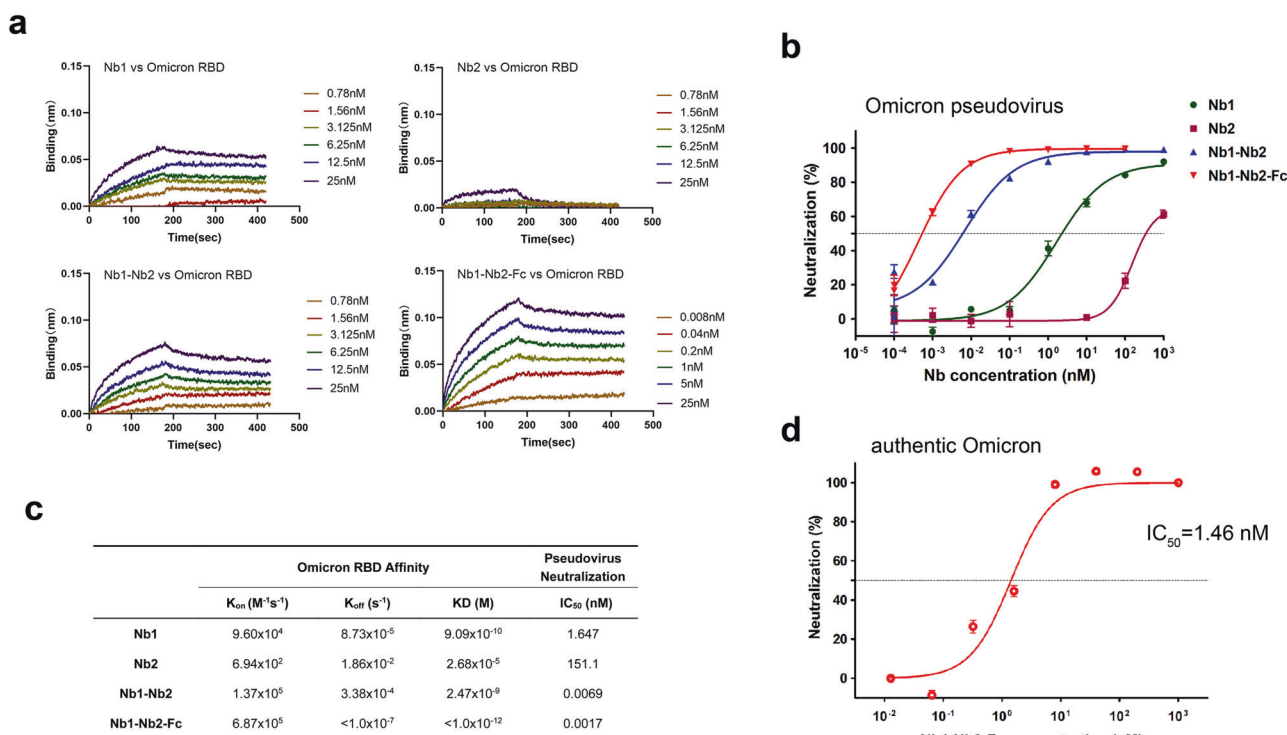 a
Nb1 vs Omicron RBD
Binding(nm)
0.15
0.10
0.05
0.00
0 100 200 300 400 500
Time(sec)
0.78nM
1.56nM
3.125nM
6.25nM
12.5nM
25nM
Nb2 vs Omicron RBD
Binding(nm)
0.15
0.10
0.05
0.00
0 100 200 300 400 500
Time(sec)
0.78nM
1.56nM
3.125nM
6.25nM
12.5nM
25nM
Nb1-Nb2 vs Omicron RBD
Binding(nm)
0.15
0.10
0.05
0.00
0 100 200 300 400 500
Time(sec)
0.78nM
1.56nM
3.125nM
6.25nM
12.5nM
25nM
Nb1-Nb2-Fc vs Omicron RBD
Binding(nm)
0.15
0.10
0.05
0.00
0 100 200 300 400 500
Time(sec)
0.008nM
0.04nM
0.2nM
1nM
5nM
25nM
b
Omicron pseudovirus
Neutralization (%)
100
80
60
40
20
0
10⁻⁵ 10⁻⁴ 10⁻³ 10⁻² 10⁻¹ 10⁰ 10¹ 10² 10³
Nb concentration (nM)
Nb1
Nb2
Nb1-Nb2
Nb1-Nb2-Fc
c
Omicron RBD Affinity Pseudovirus Neutralization
K_on (M⁻¹s⁻¹) K_off (s⁻¹) KD (M) IC₅₀ (nM)
Nb1 9.60x10⁴ 8.73x10⁻⁵ 9.09x10⁻¹⁰ 1.647
Nb2 6.94x10² 1.86x10⁻² 2.68x10⁻⁵ 151.1
Nb1-Nb2 1.37x10⁵ 3.38x10⁻⁴ 2.47x10⁻⁹ 0.0069
Nb1-Nb2-Fc 6.87x10⁵ <1.0x10⁻⁷ <1.0x10⁻¹² 0.0017
d
authentic Omicron
Neutralization (%)
100
80
60
40
20
0
IC₅₀=1.46 nM
10⁻² 10⁻¹ 10⁰ 10¹ 10² 10³